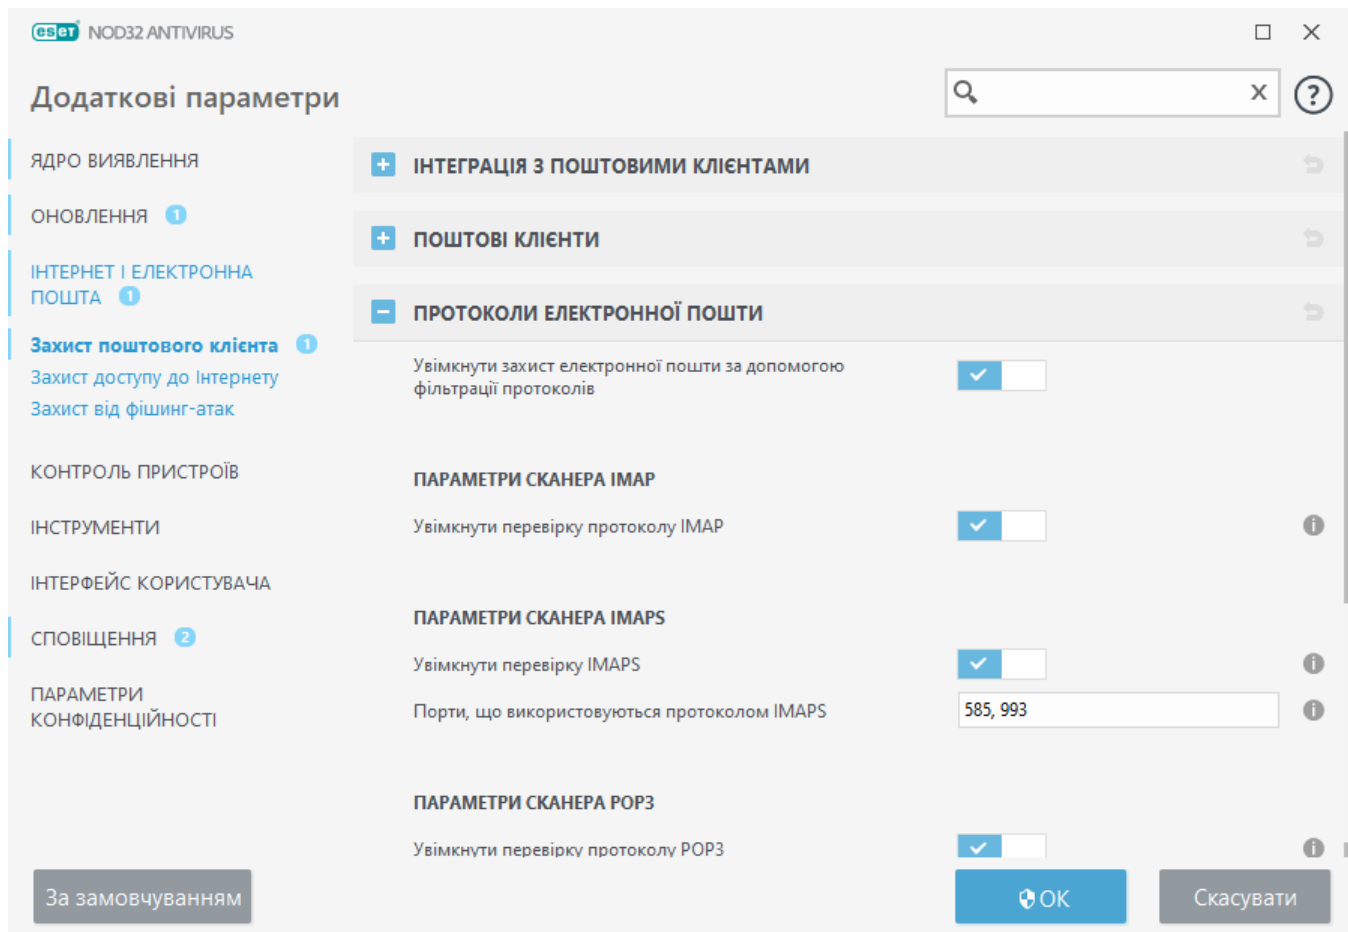 eset NOD32 ANTIVIRUS
Додаткові параметри
x
?
ЯДРО ВИЯВЛЕННЯ
ОНОВЛЕННЯ 1
ІНТЕРНЕТ І ЕЛЕКТРОННА
ПОШТА 1
Захист поштового клієнта 1
Захист доступу до Інтернету
Захист від фішинг-атак
КОНТРОЛЬ ПРИСТРОЇВ
ІНСТРУМЕНТИ
ІНТЕРФЕЙС КОРИСТУВАЧА
СПОВІЩЕННЯ 2
ПАРАМЕТРИ
КОНФІДЕНЦІЙНОСТІ
ІНТЕГРАЦІЯ З ПОШТОВИМИ КЛІЄНТАМИ
ПОШТОВІ КЛІЄНТИ
ПРОТОКОЛИ ЕЛЕКТРОННОЇ ПОШТИ
Увімкнути захист електронної пошти за допомогою
фільтрації протоколів
ПАРАМЕТРИ СКАНЕРА IMAP
Увімкнути перевірку протоколу IMAP
ПАРАМЕТРИ СКАНЕРА IMAPS
Увімкнути перевірку IMAPS
Порти, що використовуються протоколом IMAPS 585, 993
ПАРАМЕТРИ СКАНЕРА POP3
Увімкнути перевірку протоколу POP3
За замовчуванням
OK
Скасувати